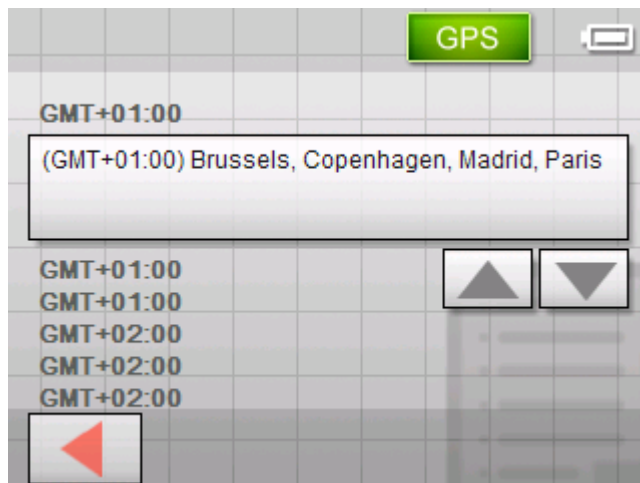 GPS
GMT+01:00
(GMT+01:00) Brussels, Copenhagen, Madrid, Paris
GMT+01:00
GMT+01:00
GMT+02:00
GMT+02:00
GMT+02:00